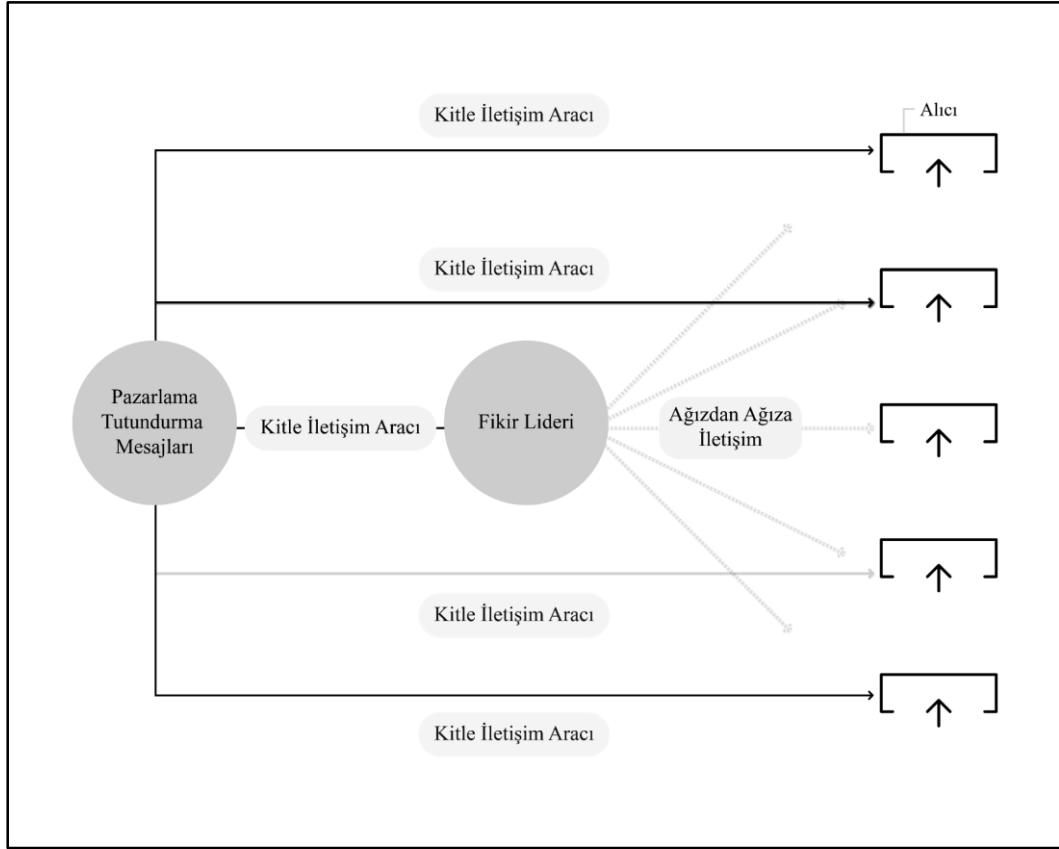 Kitle İletişim Aracı
Alıcı
Kitle İletişim Aracı
Pazarlama
Tutundurma
Mesajları
Kitle İletişim Aracı
Fikir Lideri
Ağızdan Ağıza
İletişim
Kitle İletişim Aracı
Kitle İletişim Aracı